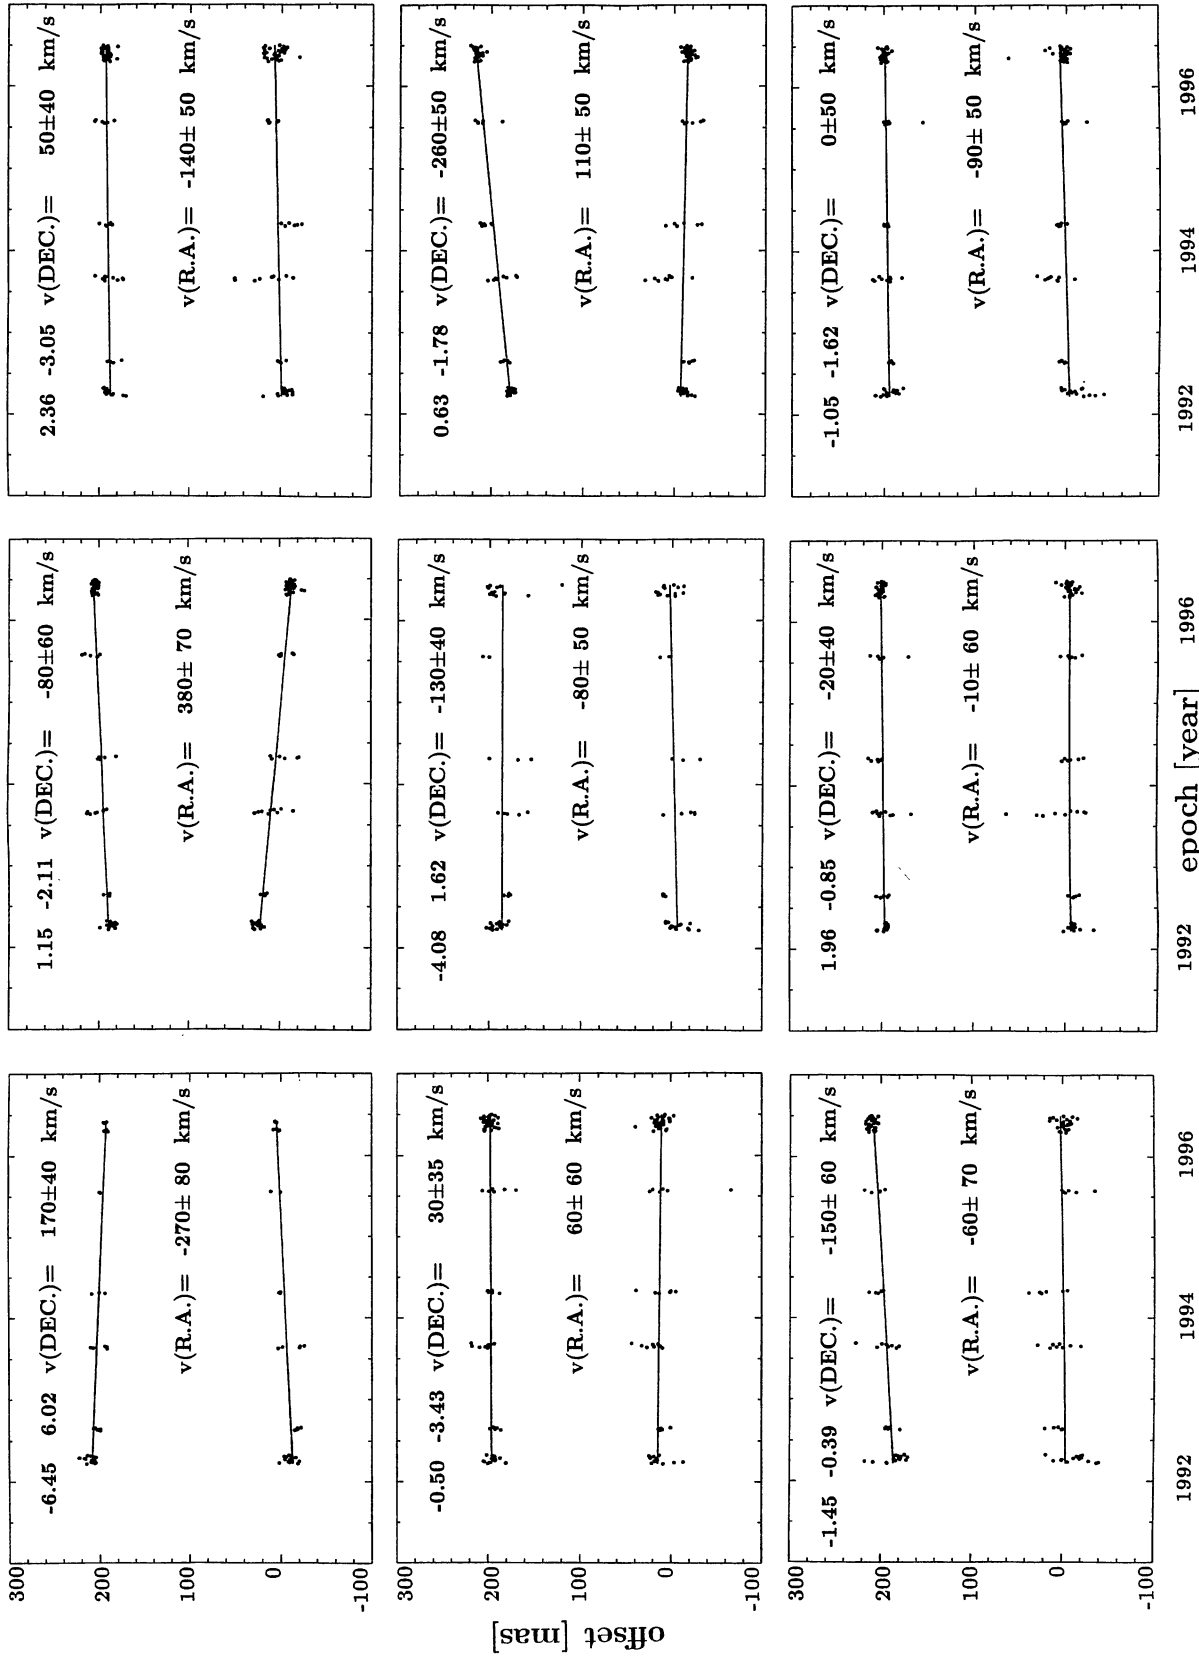 offset [mas]
300
200
100
0
-100
-6.45 6.02 v(DEC.)= 170±40 km/s
v(R.A.)= -270± 80 km/s
1.15 -2.11 v(DEC.)= -80±60 km/s
v(R.A.)= 380± 70 km/s
2.36 -3.05 v(DEC.)= 50±40 km/s
v(R.A.)= -140± 50 km/s
300
200
100
0
-100
-0.50 -3.43 v(DEC.)= 30±35 km/s
v(R.A.)= 60± 60 km/s
-4.08 1.62 v(DEC.)= -130±40 km/s
v(R.A.)= -80± 50 km/s
0.63 -1.78 v(DEC.)= -260±50 km/s
v(R.A.)= 110± 50 km/s
300
200
100
0
-100
-1.45 -0.39 v(DEC.)= -150± 60 km/s
v(R.A.)= -60± 70 km/s
1.96 -0.85 v(DEC.)= -20±40 km/s
v(R.A.)= -10± 60 km/s
-1.05 -1.62 v(DEC.)= 0±50 km/s
v(R.A.)= -90± 50 km/s
1992 1994 1996
1992 1996
1992 1994 1996
epoch [year]